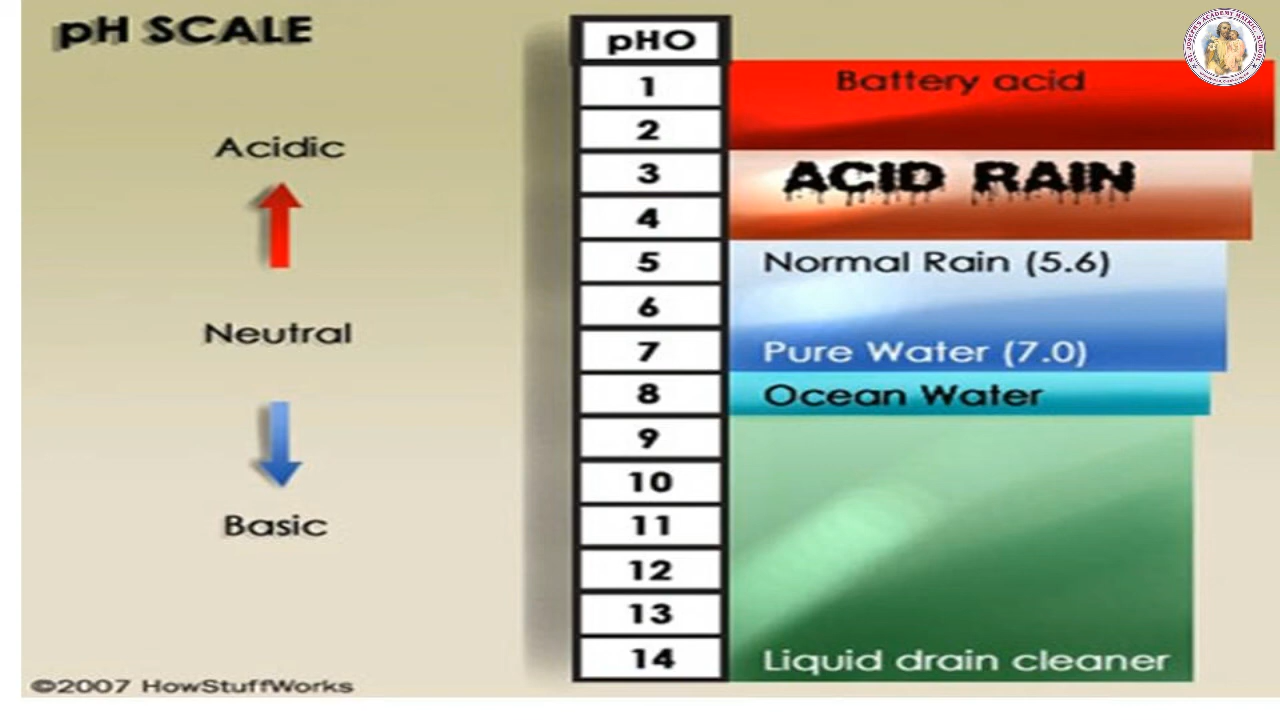 pH SCALE
Acidic
Neutral
Basic
©2007 HowStuffWorks
pHO
1
2
3
4
5
6
7
8
9
10
11
12
13
14
Battery acid
ACID RAIN
Normal Rain (5.6)
Pure Water (7.0)
Ocean Water
Liquid drain cleaner